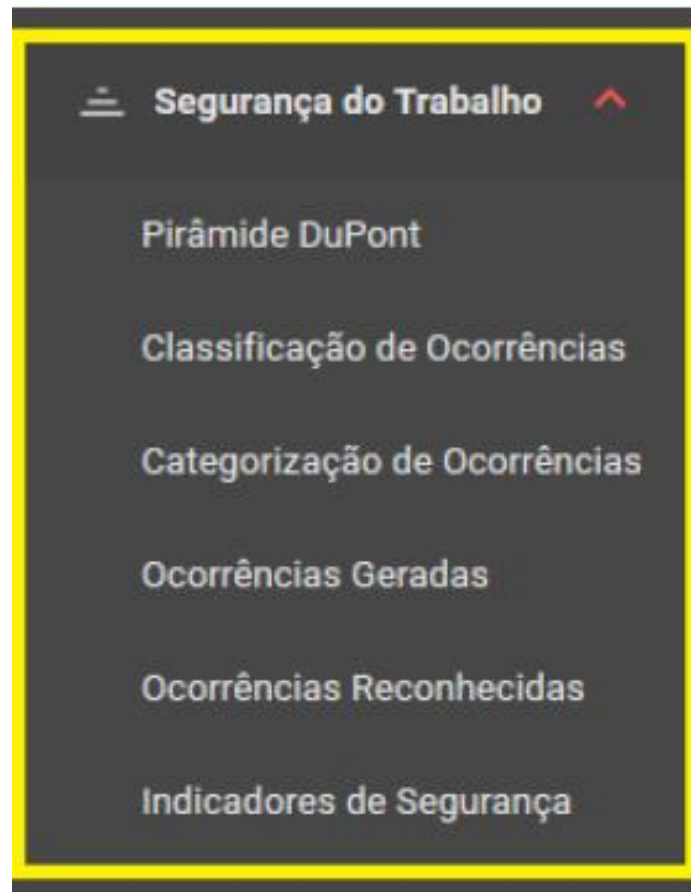 Segurança do Trabalho
Pirâmide DuPont
Classificação de Ocorrências
Categorização de Ocorrências
Ocorrências Geradas
Ocorrências Reconhecidas
Indicadores de Segurança